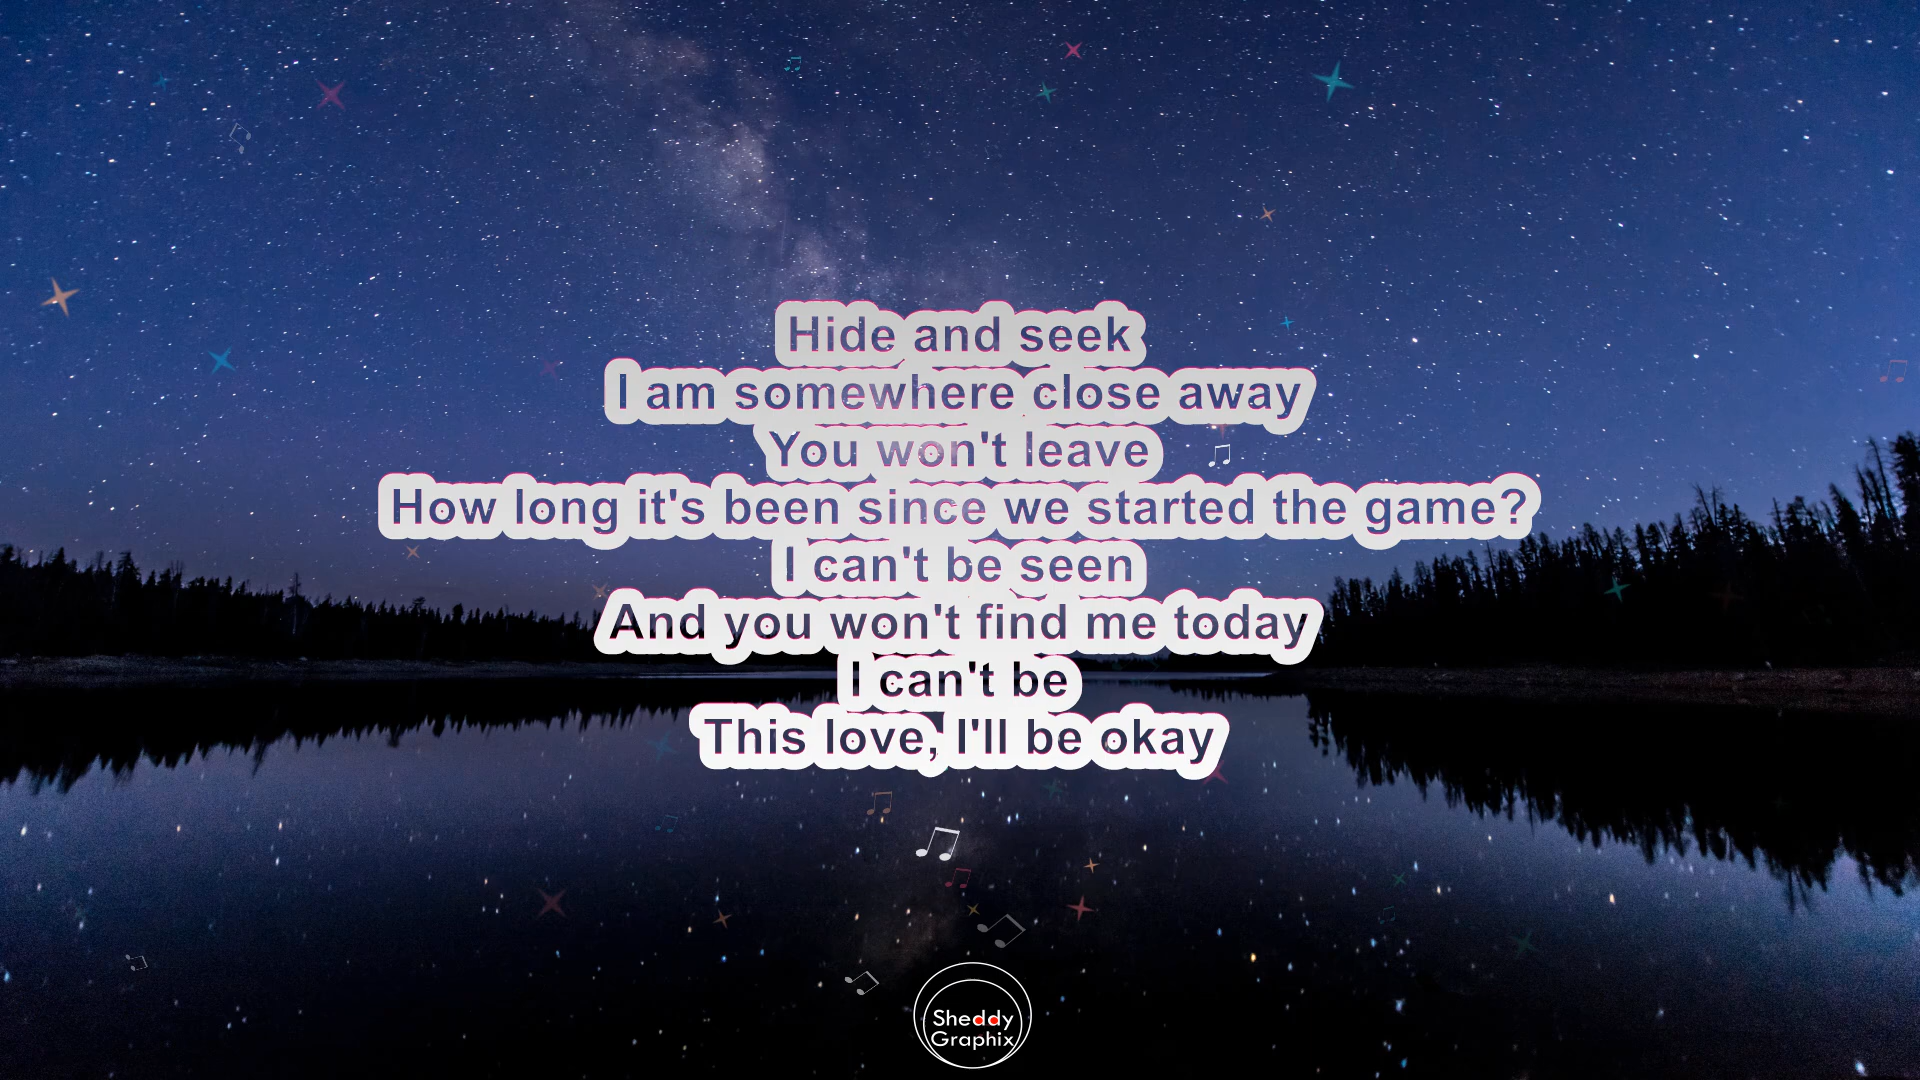 Hide and seek
I am somewhere close away
You won't leave
How long it's been since we started the game?
I can't be seen
And you won't find me today
I can't be
This love, I'll be okay
Sheddy
Graphix